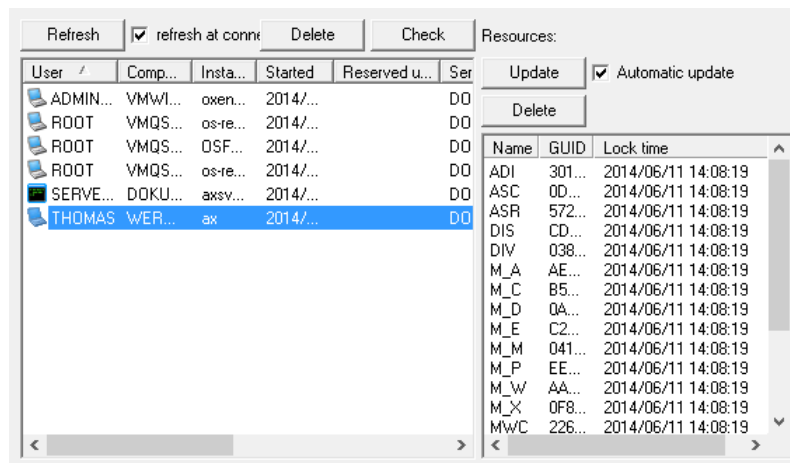 Refresh refresh at conne Delete Check
User Comp... Insta... Started Reserved u... Ser
ADMIN... VMWI... oxen... 2014/... DO
ROOT VMQS... os-re... 2014/... DO
ROOT VMQS... OSF... 2014/... DO
ROOT VMQS... os-re... 2014/... DO
SERVE... DOKU... axsv... 2014/... DO
THOMAS WER... ax 2014/... DO
Resources:
Update Automatic update
Delete
Name GUID Lock time
ADI 301... 2014/06/11 14:08:19
ASC 0D... 2014/06/11 14:08:19
ASR 572... 2014/06/11 14:08:19
DIS CD... 2014/06/11 14:08:19
DIV 038... 2014/06/11 14:08:19
M_A AE... 2014/06/11 14:08:19
M_C B5... 2014/06/11 14:08:19
M_D 0A... 2014/06/11 14:08:19
M_E C2... 2014/06/11 14:08:19
M_M 041... 2014/06/11 14:08:19
M_P EE... 2014/06/11 14:08:19
M_W AA... 2014/06/11 14:08:19
M_X 0F8... 2014/06/11 14:08:19
MWC 226... 2014/06/11 14:08:19